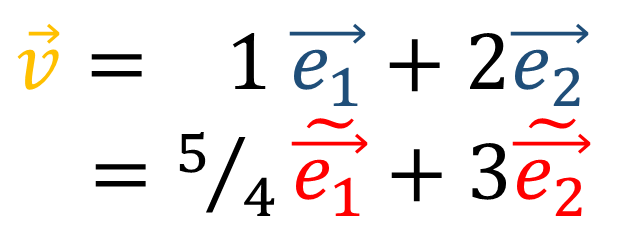 v⃗ = 1 e₁⃗ + 2e₂⃗
= ⁵/₄ ẽ₁⃗ + 3ẽ₂⃗